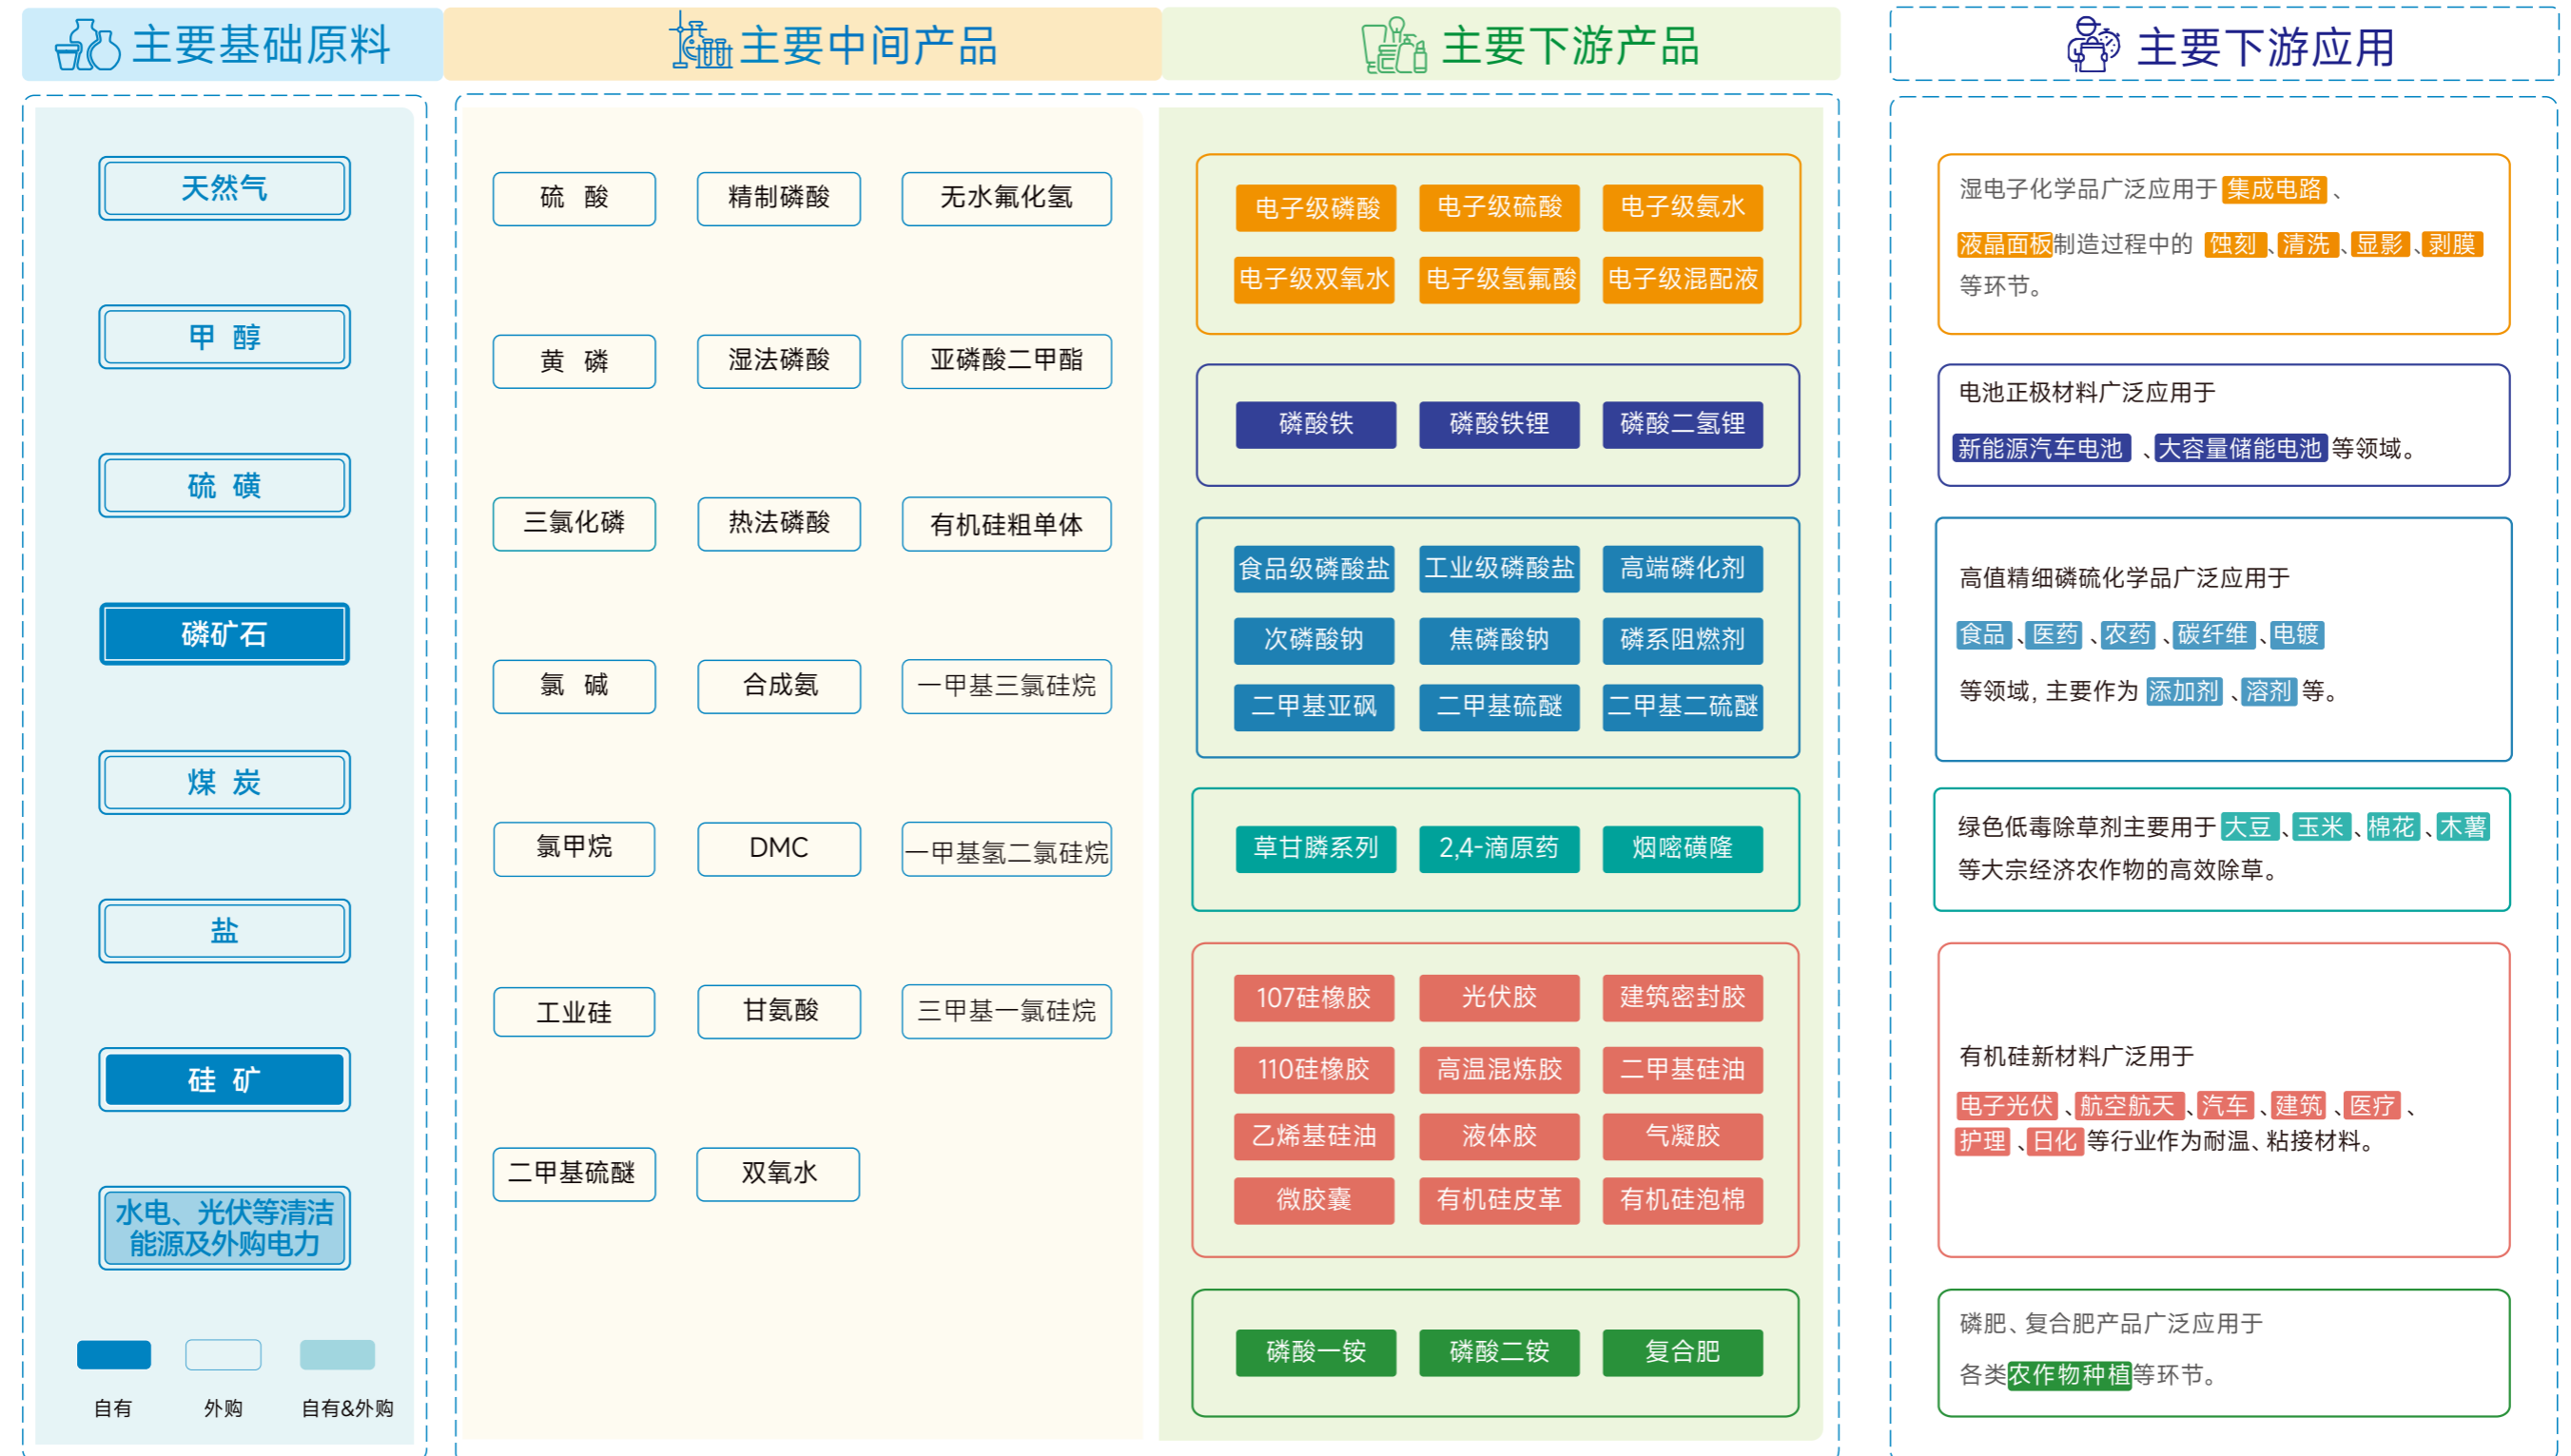 主要基础原料
主要中间产品
主要下游产品
主要下游应用
天然气
甲 醇
硫 磺
磷矿石
煤 炭
盐
硅 矿
水电、光伏等清洁
能源及外购电力
自有 外购 自有&外购
硫 酸 精制磷酸 无水氟化氢
黄 磷 湿法磷酸 亚磷酸二甲酯
三氯化磷 热法磷酸 有机硅粗单体
氯 碱 合成氨 一甲基三氯硅烷
氯甲烷 DMC 一甲基氢二氯硅烷
工业硅 甘氨酸 三甲基一氯硅烷
二甲基硫醚 双氧水
电子级磷酸 电子级硫酸 电子级氨水
电子级双氧水 电子级氢氟酸 电子级混配液
磷酸铁 磷酸铁锂 磷酸二氢锂
食品级磷酸盐 工业级磷酸盐 高端磷化剂
次磷酸钠 焦磷酸钠 磷系阻燃剂
二甲基亚砜 二甲基硫醚 二甲基二硫醚
草甘膦系列 2,4-滴原药 烟嘧磺隆
107硅橡胶 光伏胶 建筑密封胶
110硅橡胶 高温混炼胶 二甲基硅油
乙烯基硅油 液体胶 气凝胶
微胶囊 有机硅皮革 有机硅泡棉
磷酸一铵 磷酸二铵 复合肥
湿电子化学品广泛应用于 集成电路 、
液晶面板制造过程中的 蚀刻 、清洗 、显影 、剥膜
等环节。
电池正极材料广泛应用于
新能源汽车电池 、大容量储能电池 等领域。
高值精细磷硫化学品广泛应用于
食品 、医药 、农药 、碳纤维 、电镀
等领域, 主要作为 添加剂 、溶剂 等。
绿色低毒除草剂主要用于 大豆 、玉米 、棉花 、木薯
等大宗经济农作物的高效除草。
有机硅新材料广泛用于
电子光伏 、航空航天 、汽车 、建筑 、医疗 、
护理 、日化 等行业作为耐温、粘接材料。
磷肥、复合肥产品广泛应用于
各类农作物种植等环节。